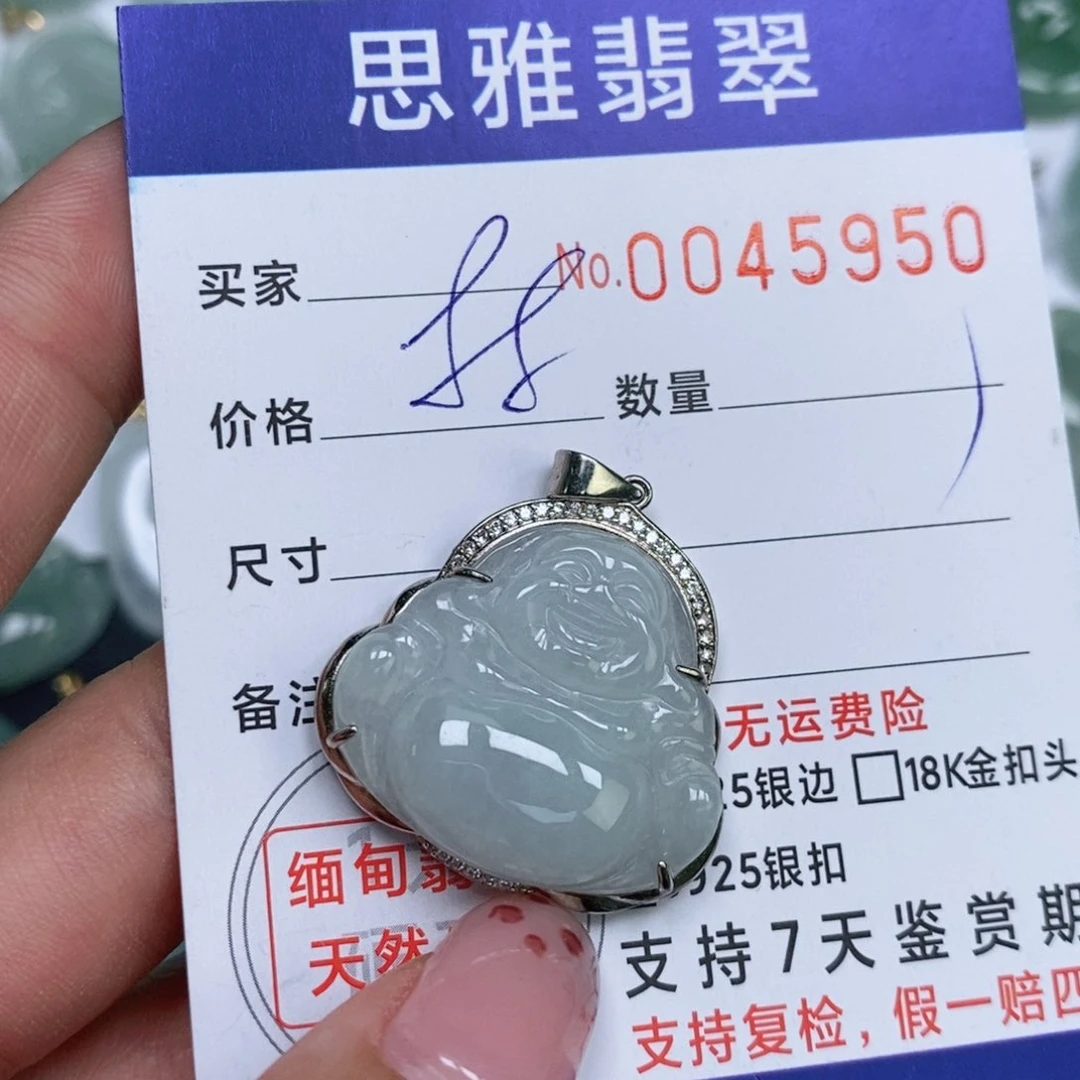 思雅翡翠
买家 No.0045950
价格 数量
尺寸
备注
无运费险
25银边 □18K金扣头
925银扣
缅甸翡
天然
支持7天鉴赏期
支持复检，假一赔四